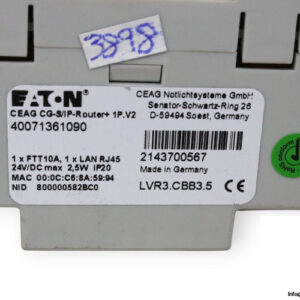 3898
EATON
CEAG CG-S/IP-Router+ 1P.V2
40071361090
CEAG Notlichtsysteme GmbH
Senator-Schwartz-Ring 26
D-59494 Soest, Germany
1 x FTT10A, 1 x LAN RJ45
24V/DC max 2,5W IP20
MAC 00:0C:C6:8A:59:94
NID 800000582BC0
2143700567
Made in Germany
LVR3.CBB3.5